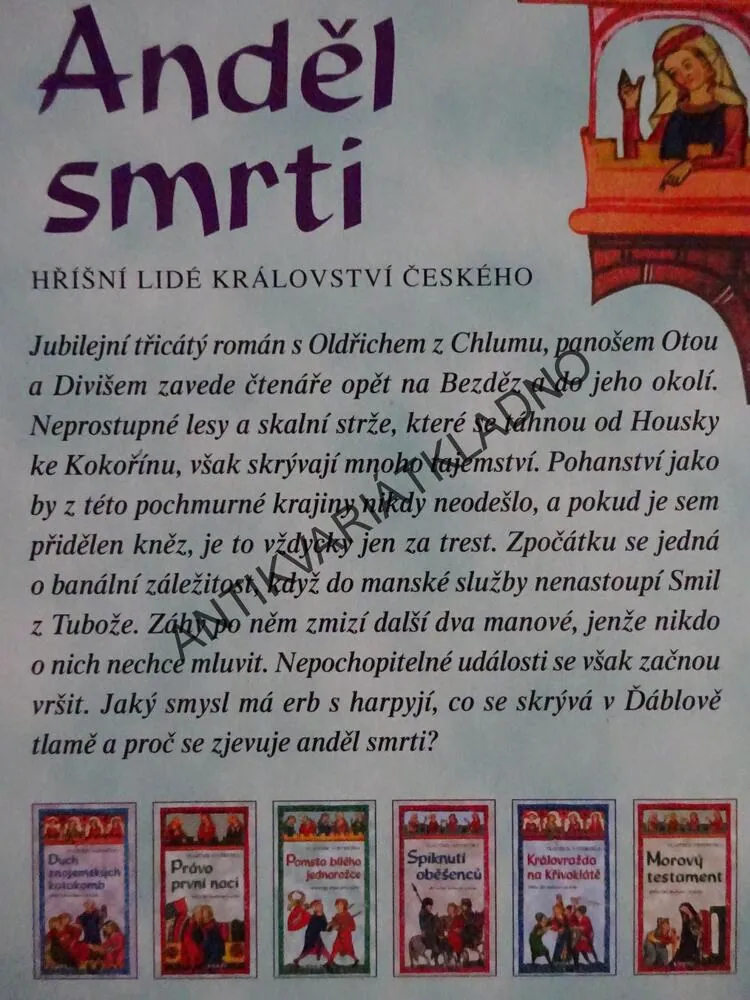 Anděl
smrti
HŘÍŠNÍ LIDÉ KRÁLOVSTVÍ ČESKÉHO
Jubilejní třicátý román s Oldřichem z Chlumu, panošem Otou
a Divišem zavede čtenáře opět na Bezděz a do jeho okolí.
Neprostupné lesy a skalní strže, které se táhnou od Housky
ke Kokořínu, však skrývají mnoho tajemství. Pohanství jako
by z této pochmurné krajiny nikdy neodešlo, a pokud je sem
přidělen kněz, je to vždycky jen za trest. Zpočátku se jedná
o banální záležitost, když do manské služby nenastoupí Smil
z Tubože. Záhy po něm zmizí další dva manové, jenže nikdo
o nich nechce mluvit. Nepochopitelné události se však začnou
vršit. Jaký smysl má erb s harpyjí, co se skrývá v Ďáblově
tlamě a proč se zjevuje anděl smrti?
ANTIKVARIÁTKLADNO
Duch
znojemských
katakomb
Právo
první noci
Pomsta bílého
jednorožce
Spiknutí
oběšenců
Královražda
na Křivoklátě
Morový
testament